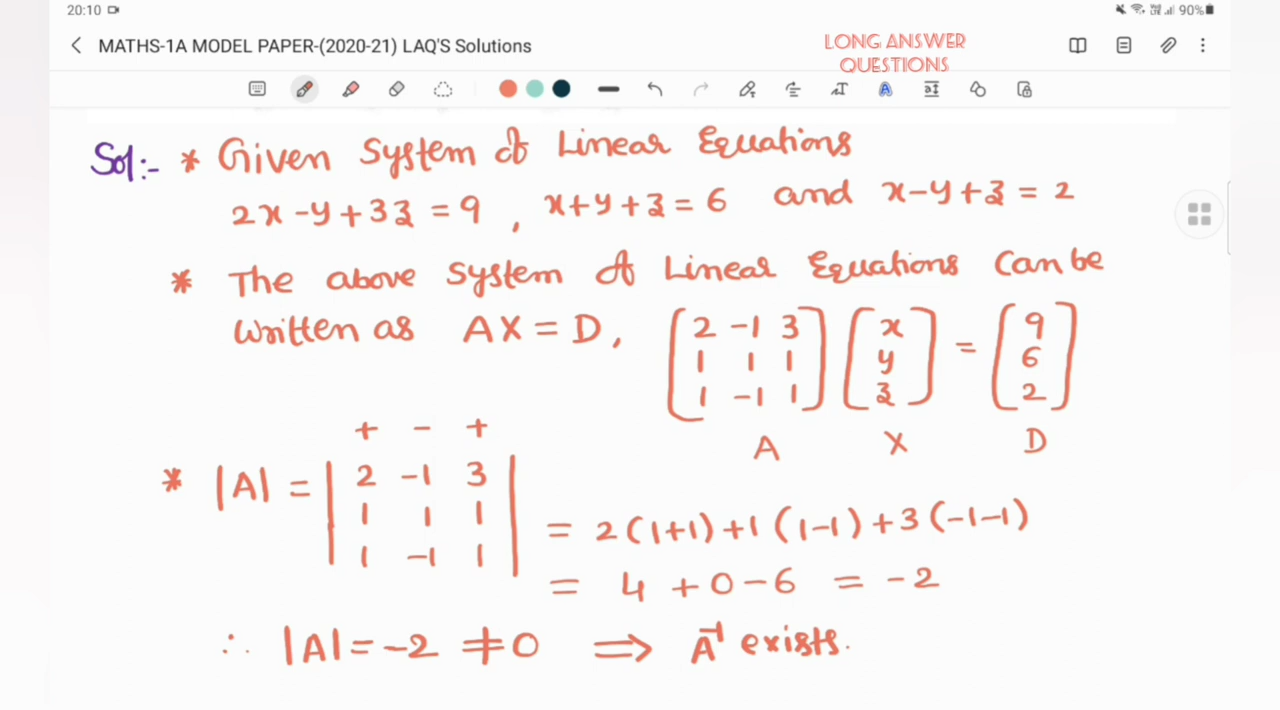 20:10
90%
MATHS-1A MODEL PAPER-(2020-21) LAQ'S Solutions
LONG ANSWER
QUESTIONS
Sol:- * Given System of Linear Equations
2x-y+3z=9, x+y+z=6 and x-y+z=2
* The above System of Linear Equations Can be
Written as AX=D, [2 -1 3] [x] = [9]
[1 1 1] [y] [6]
[1 -1 1] [z] [2]
A X D
+ - +
* |A| = |2 -1 3|
|1 1 1| = 2(1+1)+1(1-1)+3(-1-1)
|1 -1 1|
= 4+0-6 = -2
∴ |A|=-2 ≠0 ⟹ A⁻¹ exists.